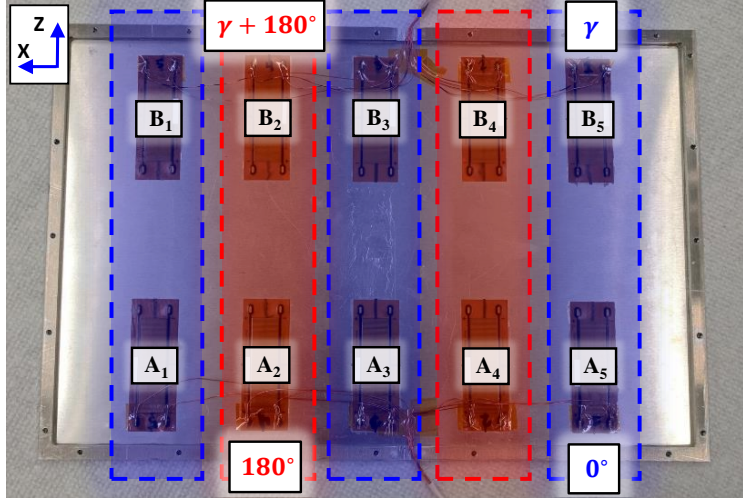 Z
X
γ + 180°
γ
B₁ B₂ B₃ B₄ B₅
A₁ A₂ A₃ A₄ A₅
180°
0°